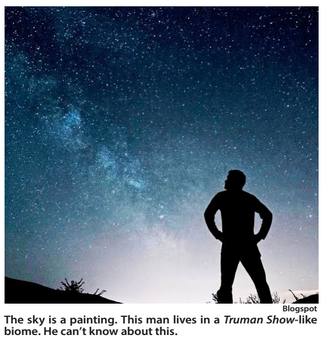 Blogspot
The sky is a painting. This man lives in a Truman Show-like
biome. He can't know about this.